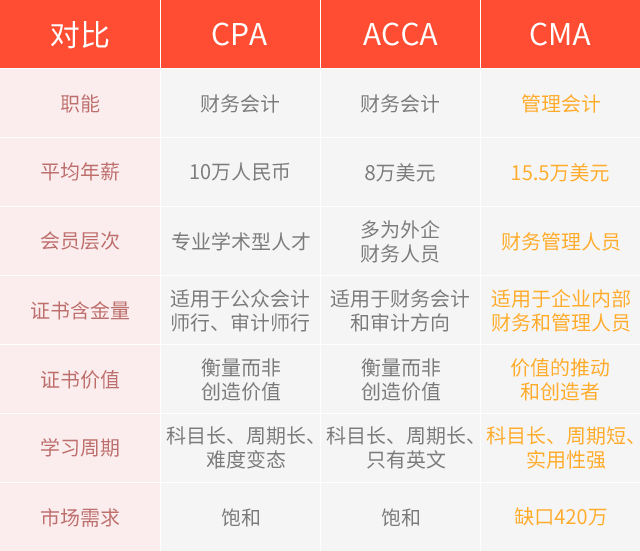 对比 CPA ACCA CMA
职能 财务会计 财务会计 管理会计
平均年薪 10万人民币 8万美元 15.5万美元
会员层次 专业学术型人才 多为外企 财务管理人员
财务人员
证书含金量 适用于公众会计 适用于财务会计 适用于企业内部
师行、审计师行 和审计方向 财务和管理人员
证书价值 衡量而非 衡量而非 价值的推动
创造价值 创造价值 和创造者
学习周期 科目长、周期长、 科目长、周期长、 科目长、周期短、
难度变态 只有英文 实用性强
市场需求 饱和 饱和 缺口420万